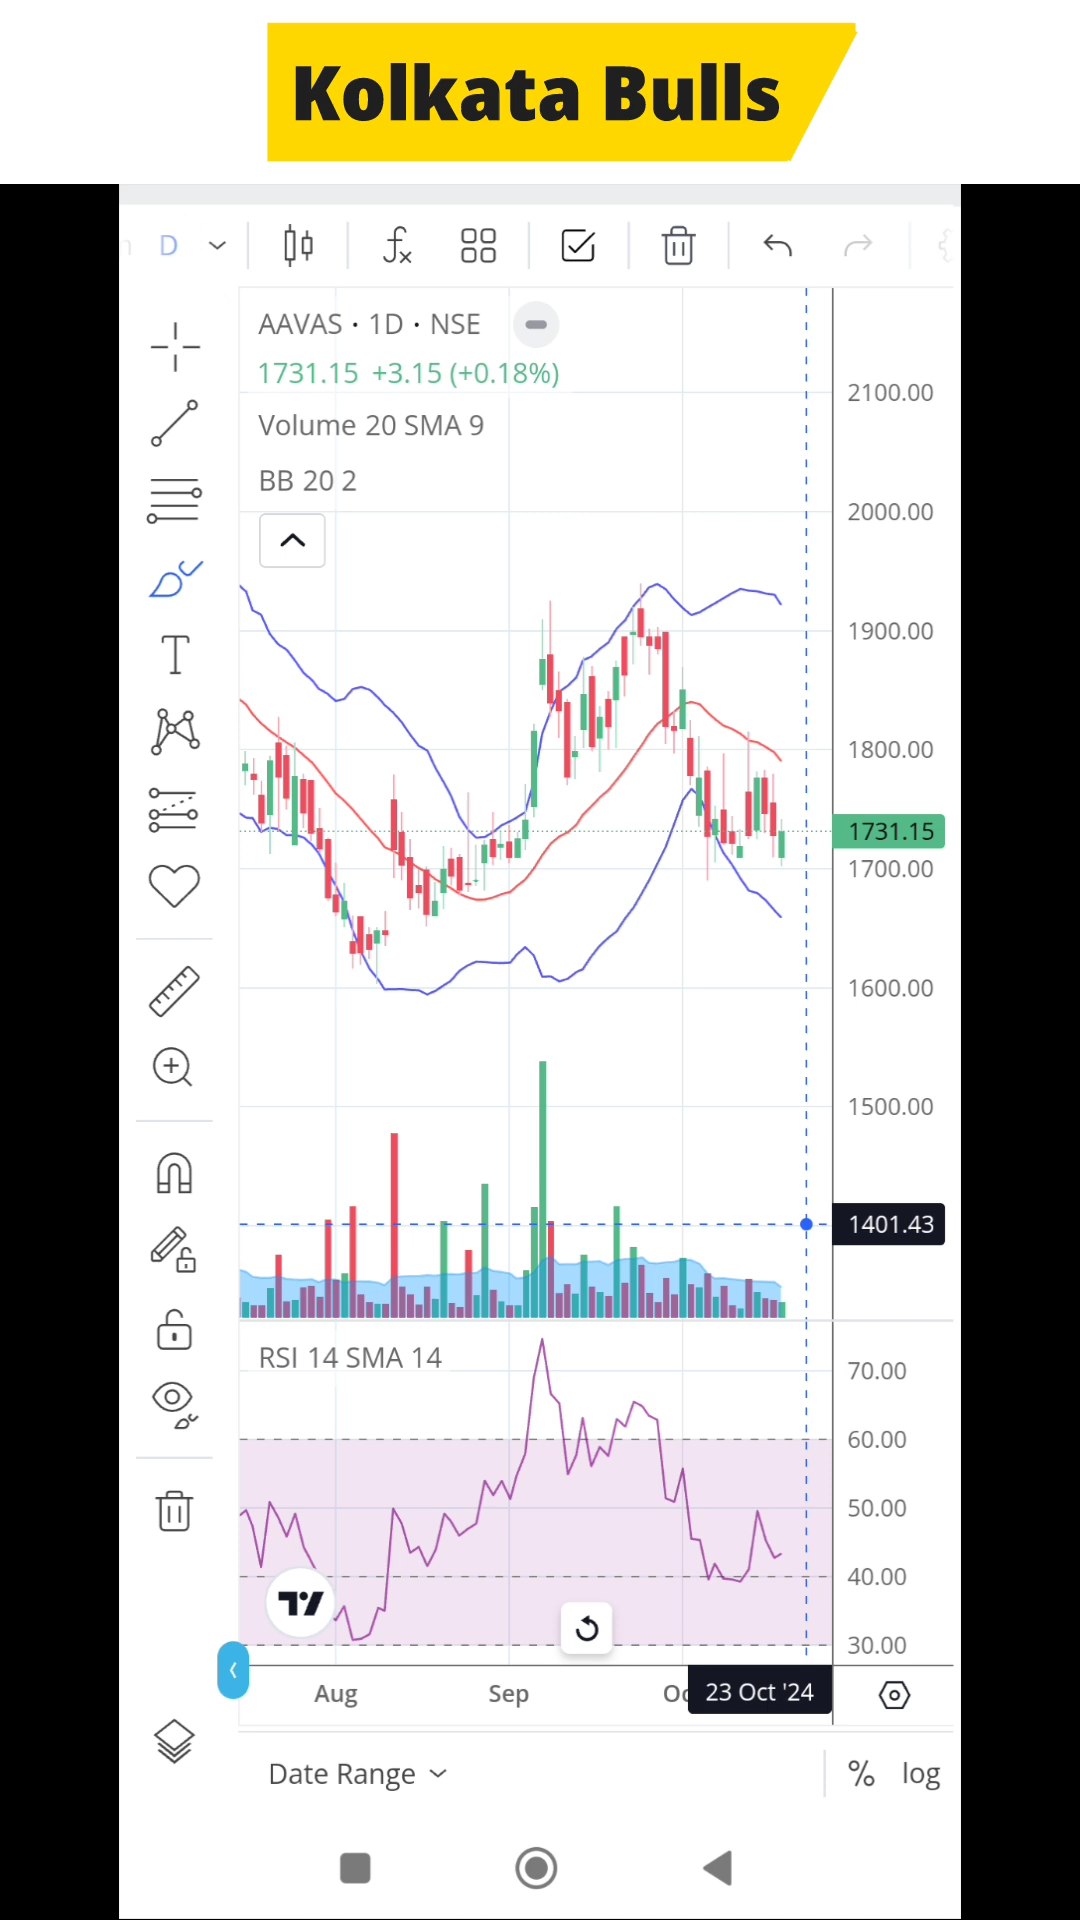 Kolkata Bulls
D
AAVAS · 1D · NSE
1731.15 +3.15 (+0.18%)
Volume 20 SMA 9
BB 20 2
2100.00
2000.00
1900.00
1800.00
1731.15
1700.00
1600.00
1500.00
1401.43
RSI 14 SMA 14
70.00
60.00
50.00
40.00
30.00
Aug Sep 23 Oct '24
Date Range % log